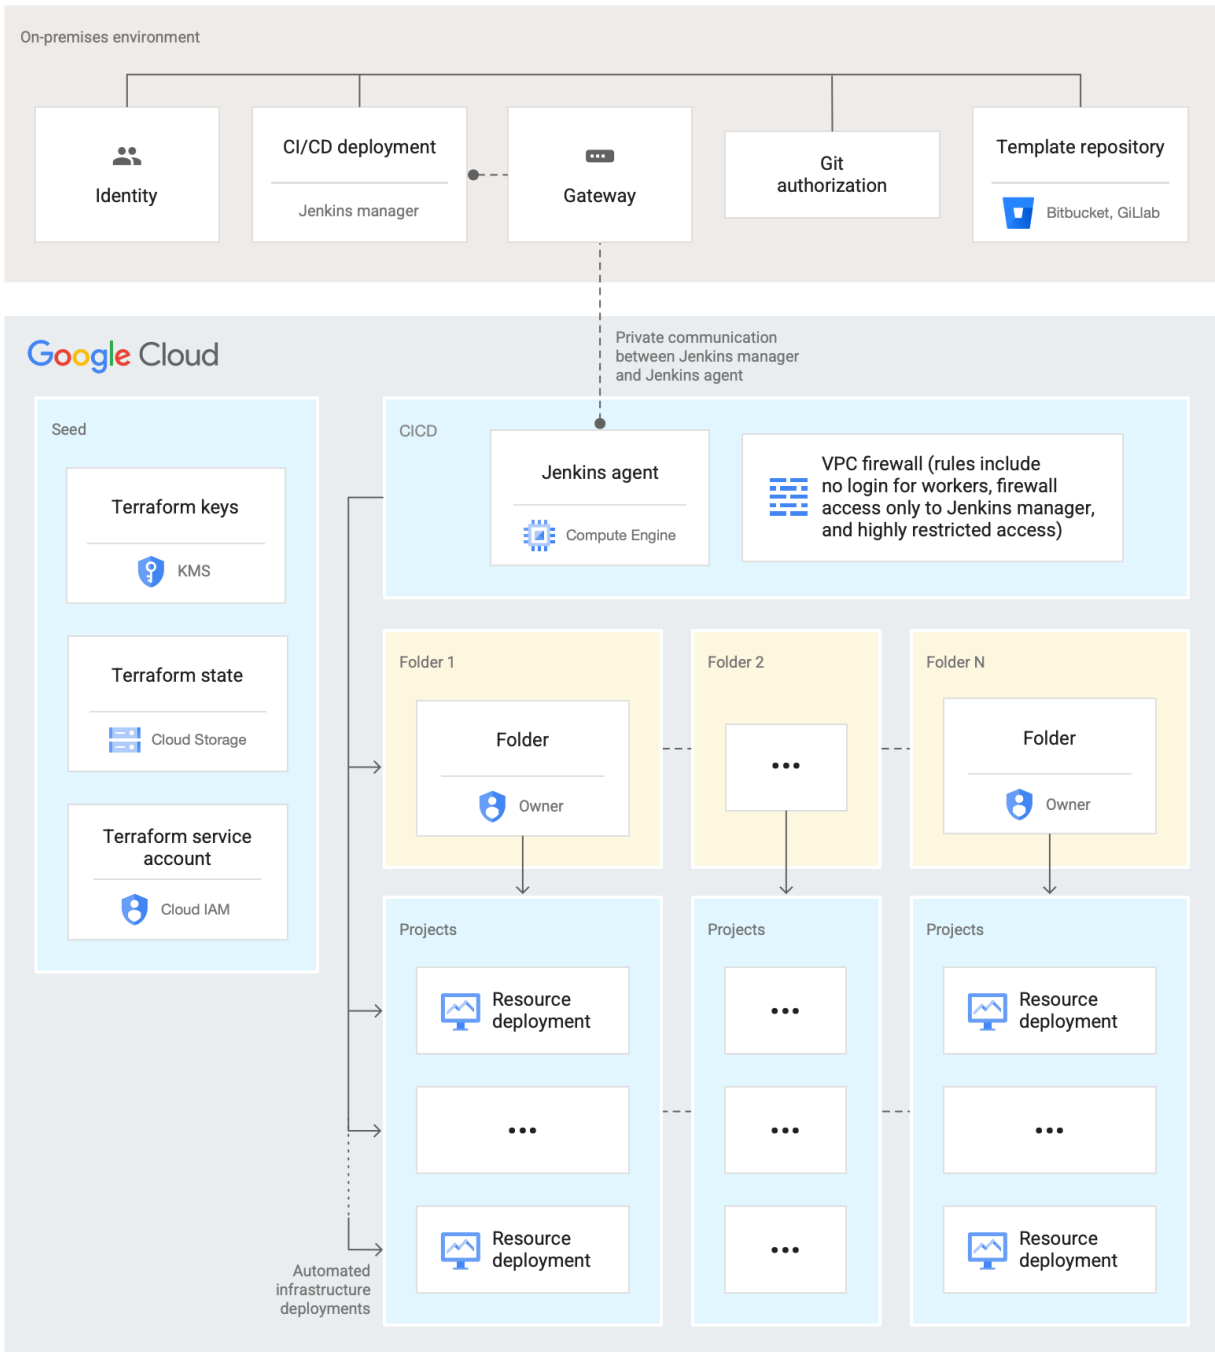 On-premises environment
Identity
CI/CD deployment
Jenkins manager
Gateway
Git
authorization
Template repository
Bitbucket, GiLlab
Google Cloud
Private communication
between Jenkins manager
and Jenkins agent
Seed
Terraform keys
KMS
Terraform state
Cloud Storage
Terraform service
account
Cloud IAM
CICD
Jenkins agent
Compute Engine
VPC firewall (rules include
no login for workers, firewall
access only to Jenkins manager,
and highly restricted access)
Folder 1
Folder
Owner
Folder 2
...
Folder N
Folder
Owner
Projects
Resource
deployment
...
Resource
deployment
Projects
...
...
...
Projects
Resource
deployment
...
Resource
deployment
Automated
infrastructure
deployments